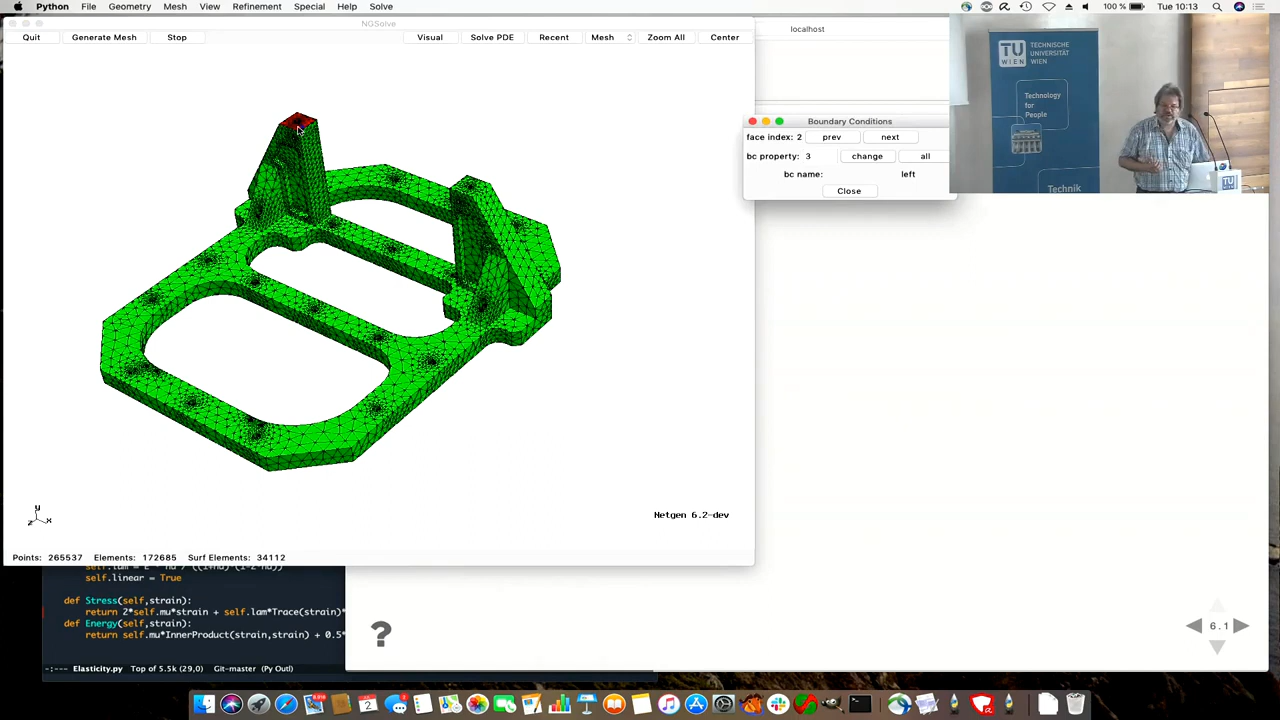 Python File Geometry Mesh View Refinement Special Help Solve 100 % Tue 10:13
NGSolve
Quit Generate Mesh Stop Visual Solve PDE Recent Mesh Zoom All Center
localhost
TU
WIEN
TECHNISCHE
UNIVERSITÄT
WIEN
Technology
for
People
Technik
TU
WIEN
Boundary Conditions
face index: 2 prev next
bc property: 3 change all
bc name: left
Close
y
z x
Netgen 6.2-dev
Points: 265537 Elements: 172685 Surf Elements: 34112
self.linear = True
def Stress(self,strain):
return 2*self.mu*strain + self.lam*Trace(strain)*
def Energy(self,strain):
return self.mu*InnerProduct(strain,strain) + 0.5*
-:--- Elasticity.py Top of 5.5k (29,0) Git-master (Py Outl)
?
6.1